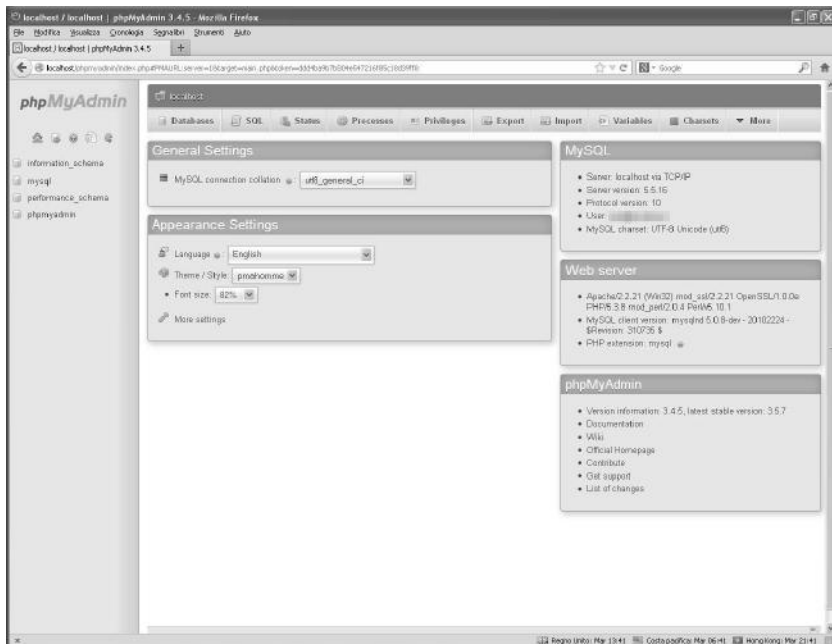 localhost / localhost | phpMyAdmin 3.4.5 - Mozilla Firefox
File Modifica Visualizza Cronologia Segnalibri Strumenti Aiuto
localhost / localhost | phpMyAdmin 3.4.5 +
Google
phpMyAdmin
localhost
Databases SQL Status Processes Privileges Export Import Variables Charsets More
information_schema
mysql
performance_schema
phpmyadmin
General Settings
MySQL connection collation : utf8_general_ci
Appearance Settings
Language : English
Theme / Style: pmahomme
Font size: 82%
More settings
MySQL
Server: localhost via TCP/IP
Server version: 5.5.16
Protocol version: 10
User:
MySQL charset: UTF-8 Unicode (utf8)
Web server
Apache/2.2.21 (Win32) mod_ssl/2.2.21 OpenSSL/1.0.0e
PHP/5.3.8 mod_perl/2.0.4 Perl/v5.10.1
MySQL client version: mysqlnd 5.0.8-dev - 20102224 -
$Revision: 310735 $
PHP extension: mysql
phpMyAdmin
Version information: 3.4.5, latest stable version: 3.5.7
Documentation
Wiki
Official Homepage
Contribute
Get support
List of changes
Regno Unito: Mar 13:41 Costa pacifica: Mar 06:41 Hong Kong: Mar 21:41